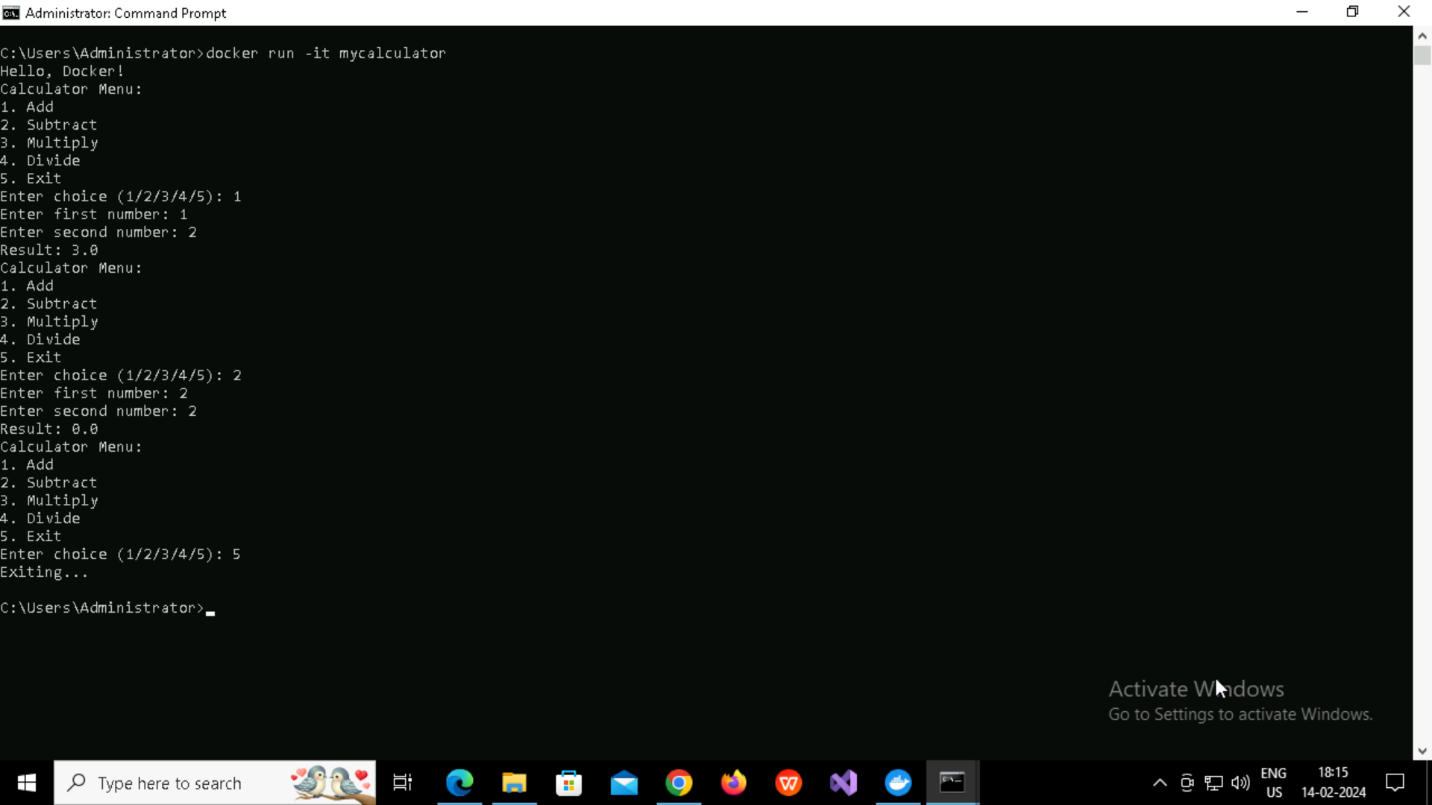 Administrator: Command Prompt
C:\Users\Administrator>docker run -it mycalculator
Hello, Docker!
Calculator Menu:
1. Add
2. Subtract
3. Multiply
4. Divide
5. Exit
Enter choice (1/2/3/4/5): 1
Enter first number: 1
Enter second number: 2
Result: 3.0
Calculator Menu:
1. Add
2. Subtract
3. Multiply
4. Divide
5. Exit
Enter choice (1/2/3/4/5): 2
Enter first number: 2
Enter second number: 2
Result: 0.0
Calculator Menu:
1. Add
2. Subtract
3. Multiply
4. Divide
5. Exit
Enter choice (1/2/3/4/5): 5
Exiting...
C:\Users\Administrator>
Activate Windows
Go to Settings to activate Windows.
Type here to search
ENG
US
18:15
14-02-2024